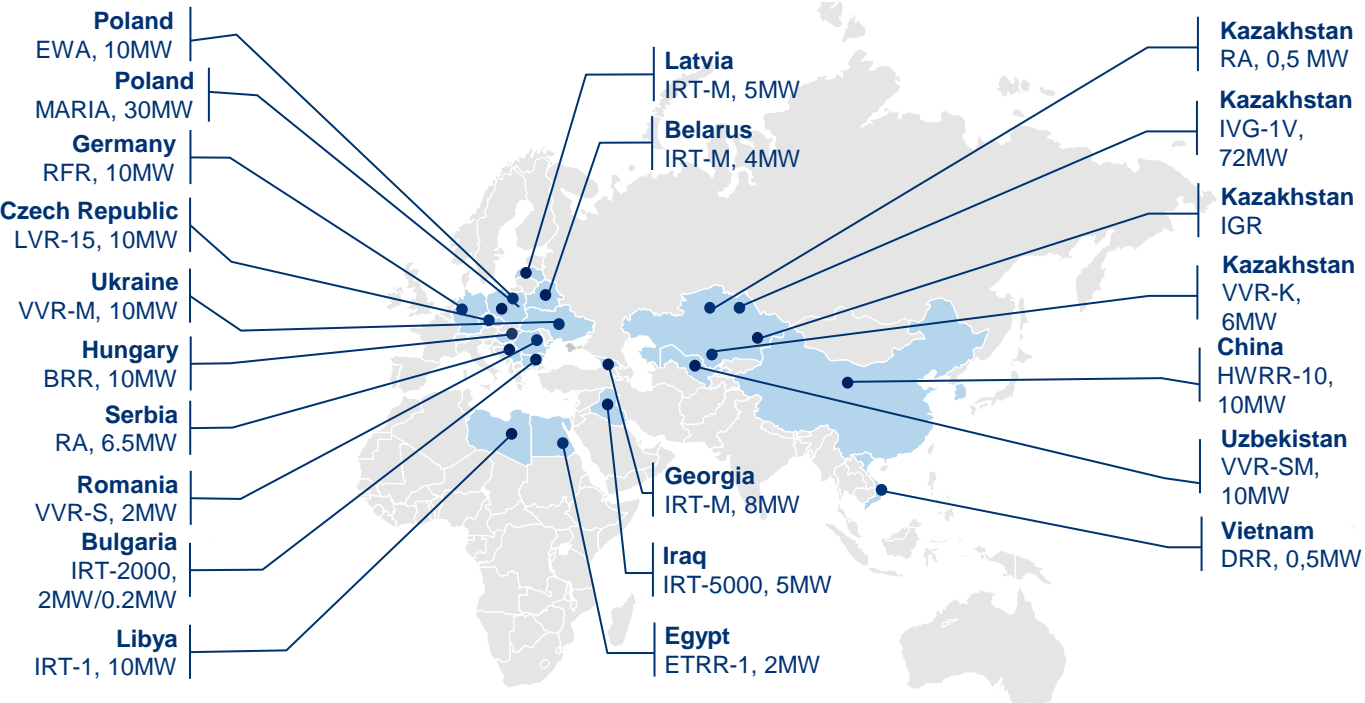 Poland
EWA, 10MW
Poland
MARIA, 30MW
Germany
RFR, 10MW
Czech Republic
LVR-15, 10MW
Ukraine
VVR-M, 10MW
Hungary
BRR, 10MW
Serbia
RA, 6.5MW
Romania
VVR-S, 2MW
Bulgaria
IRT-2000,
2MW/0.2MW
Libya
IRT-1, 10MW
Latvia
IRT-M, 5MW
Belarus
IRT-M, 4MW
Georgia
IRT-M, 8MW
Iraq
IRT-5000, 5MW
Egypt
ETRR-1, 2MW
Kazakhstan
RA, 0,5 MW
Kazakhstan
IVG-1V,
72MW
Kazakhstan
IGR
Kazakhstan
VVR-K,
6MW
China
HWRR-10,
10MW
Uzbekistan
VVR-SM,
10MW
Vietnam
DRR, 0,5MW